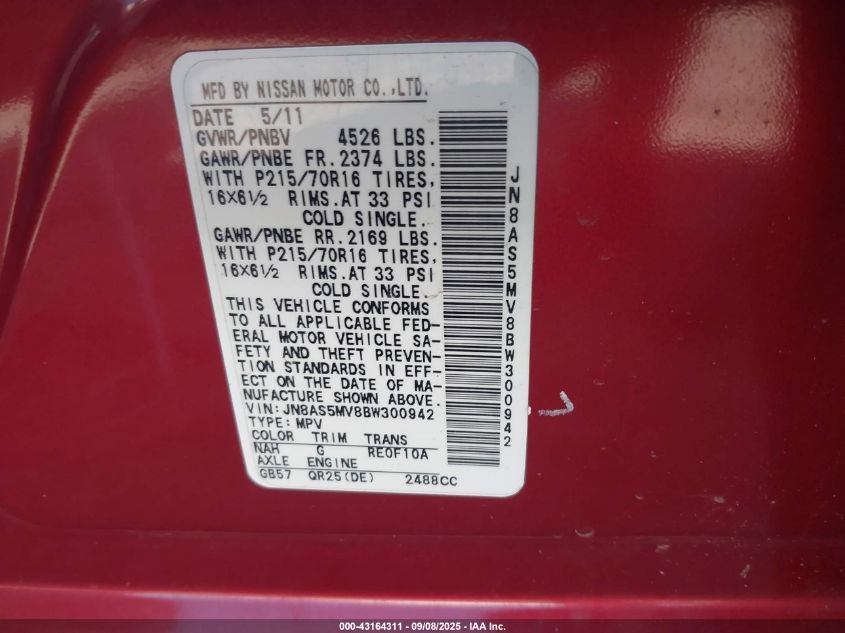 MFD BY NISSAN MOTOR CO.,LTD.
DATE 5/11
GVWR/PNBV 4526 LBS.
GAWR/PNBE FR.2374 LBS.
WITH P215/70R16 TIRES,
16X6½ RIMS.AT 33 PSI
COLD SINGLE.
GAWR/PNBE RR.2169 LBS.
WITH P215/70R16 TIRES,
16X6½ RIMS.AT 33 PSI
COLD SINGLE.
THIS VEHICLE CONFORMS
TO ALL APPLICABLE FED-
ERAL MOTOR VEHICLE SA-
FETY AND THEFT PREVEN-
TION STANDARDS IN EFF-
ECT ON THE DATE OF MA-
NUFACTURE SHOWN ABOVE.
VIN: JN8AS5MV8BW300942
TYPE: MPV
COLOR TRIM TRANS
NAH G RE0F10A
AXLE ENGINE
GB57 QR25(DE) 2488CC
JN8AS5MV8BW300942
000-43164311 - 09/08/2025 - IAA Inc.